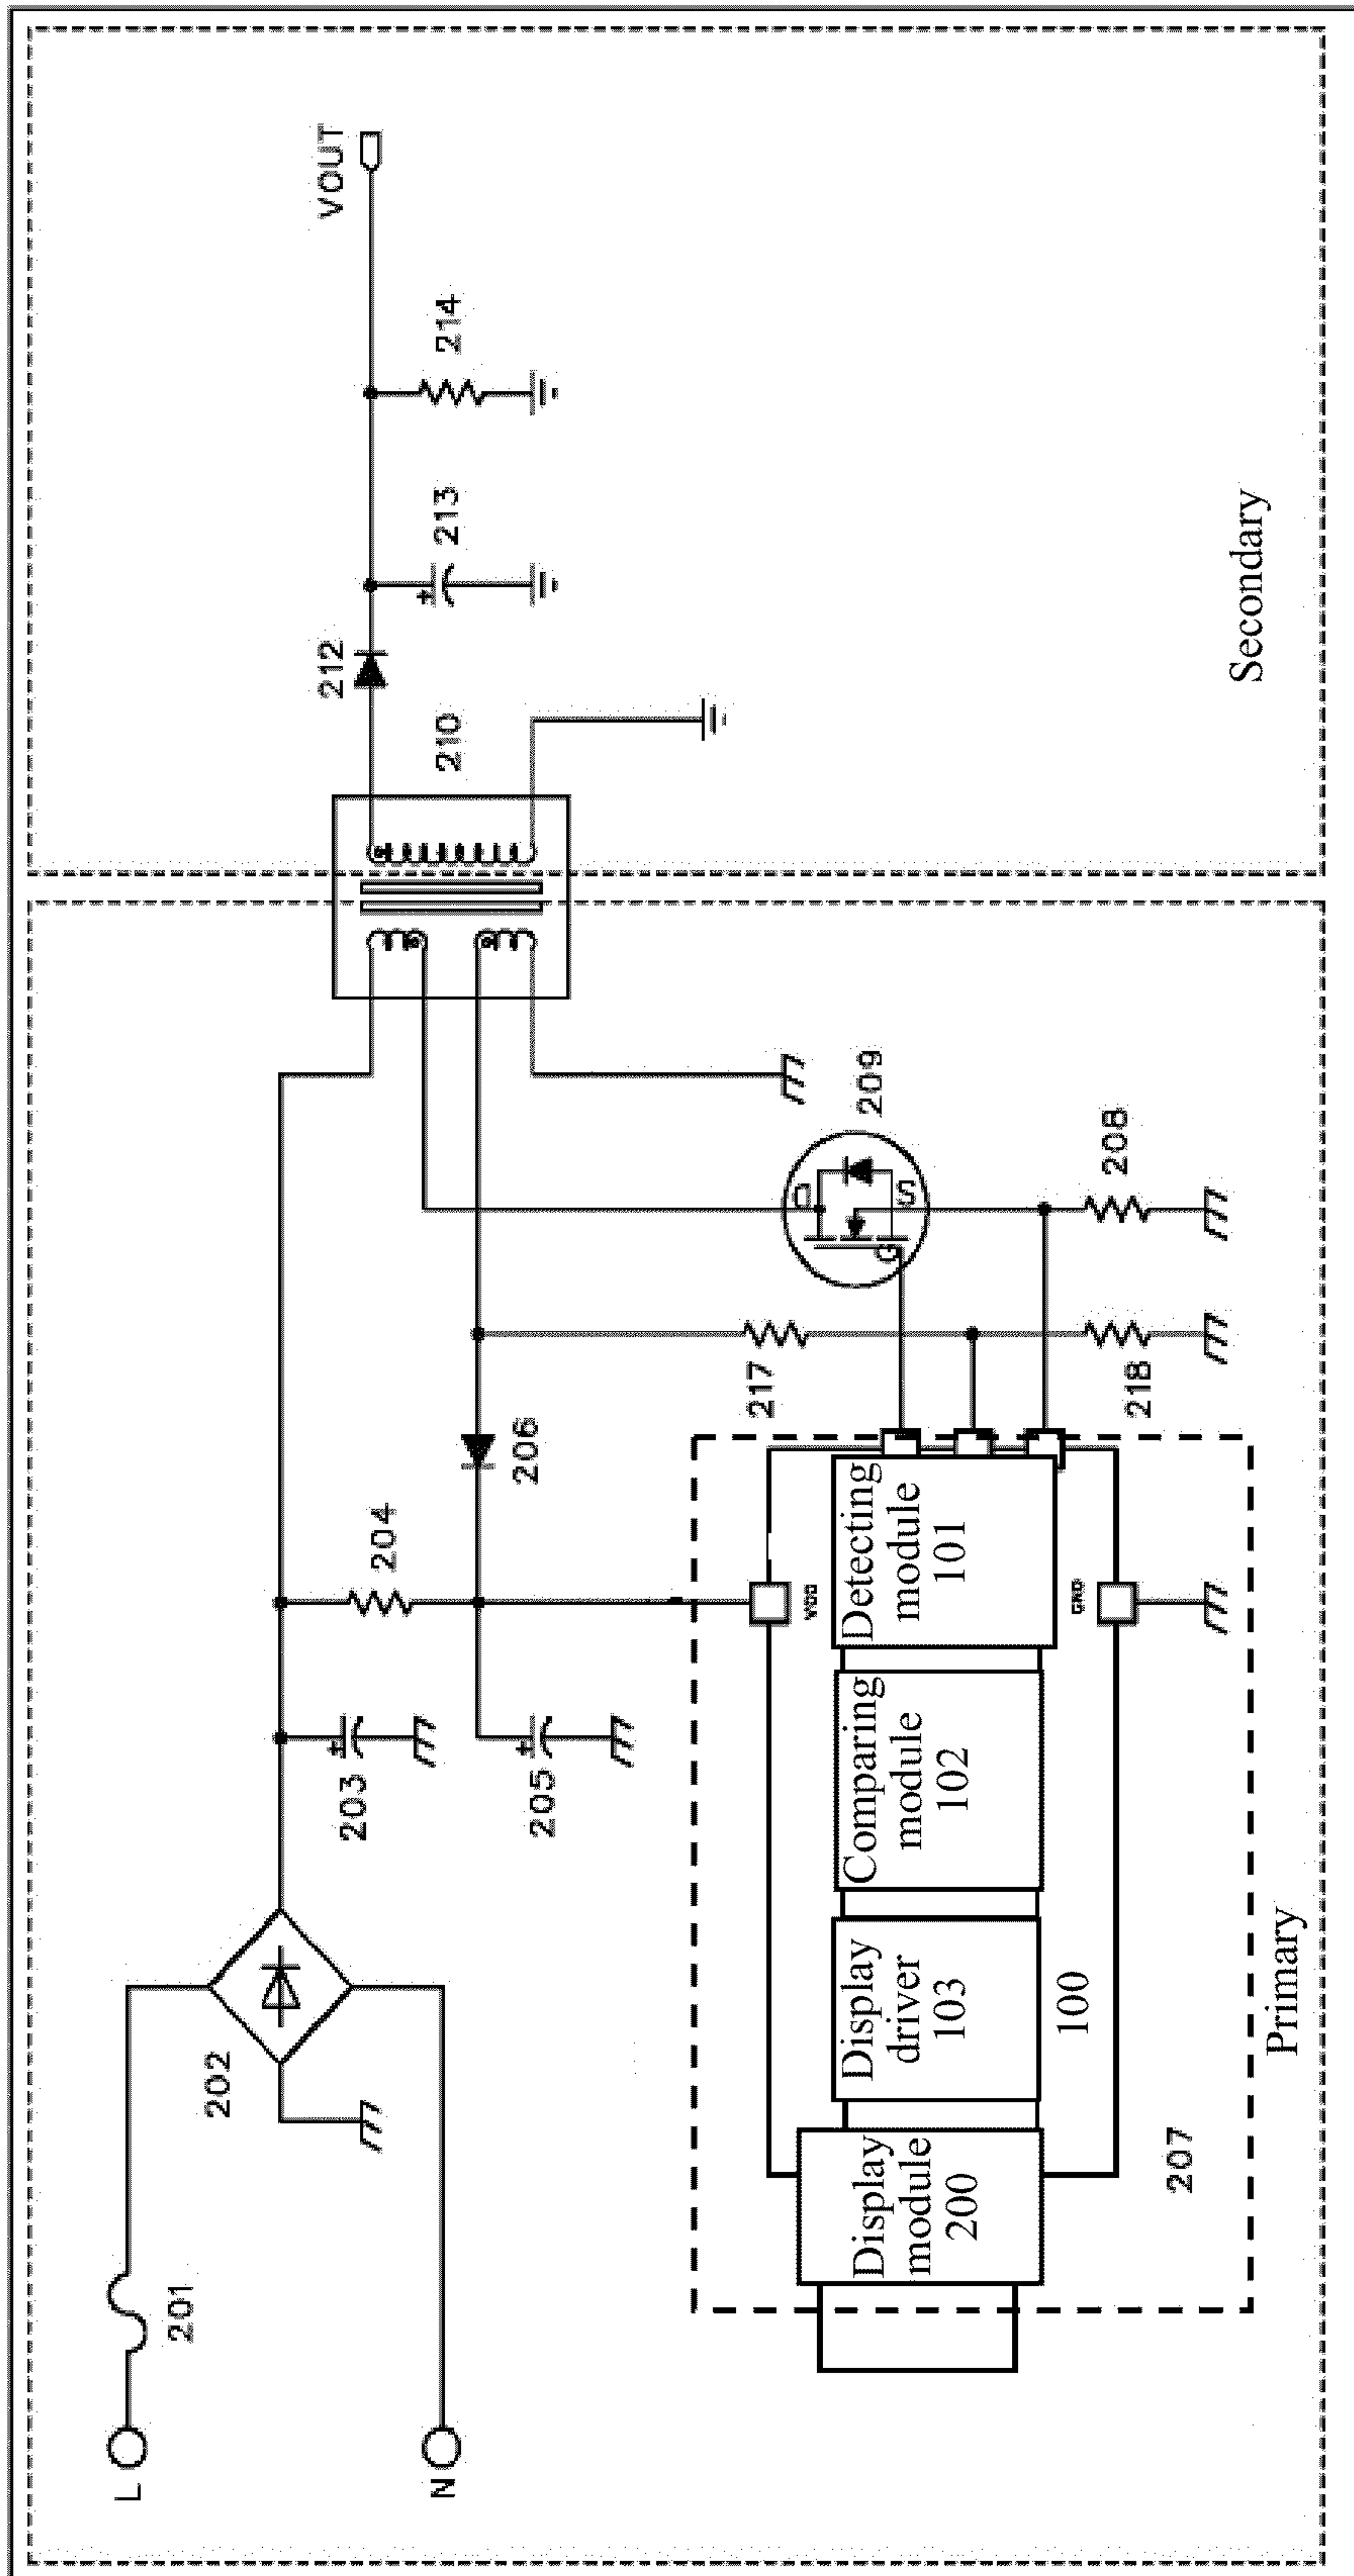 L
N
201
202
203
204
205
206
VDD
Display
module
200
Display
driver
103
Comparing
module
102
Detecting
module
101
100
GND
207
217
218
D
G
S
209
208
Primary
210
212
213
214
VOUT
Secondary